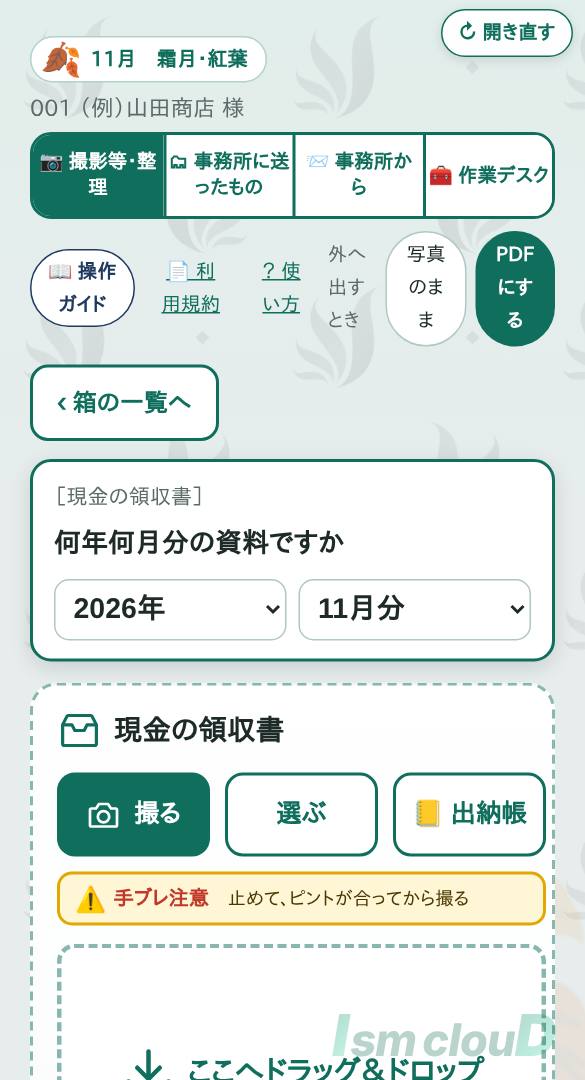 開き直す
11月　霜月･紅葉
001 (例)山田商店 様
撮影等･整
理
事務所に送
ったもの
事務所か
ら
作業デスク
操作
ガイド
利
用規約
? 使
い方
外へ
出す
とき
写真
のま
ま
PDF
にす
る
‹ 箱の一覧へ
［現金の領収書］
何年何月分の資料ですか
2026年
11月分
現金の領収書
撮る
選ぶ
出納帳
手ブレ注意　止めて、ピントが合ってから撮る
Ism clouD
ここへドラッグ＆ドロップ